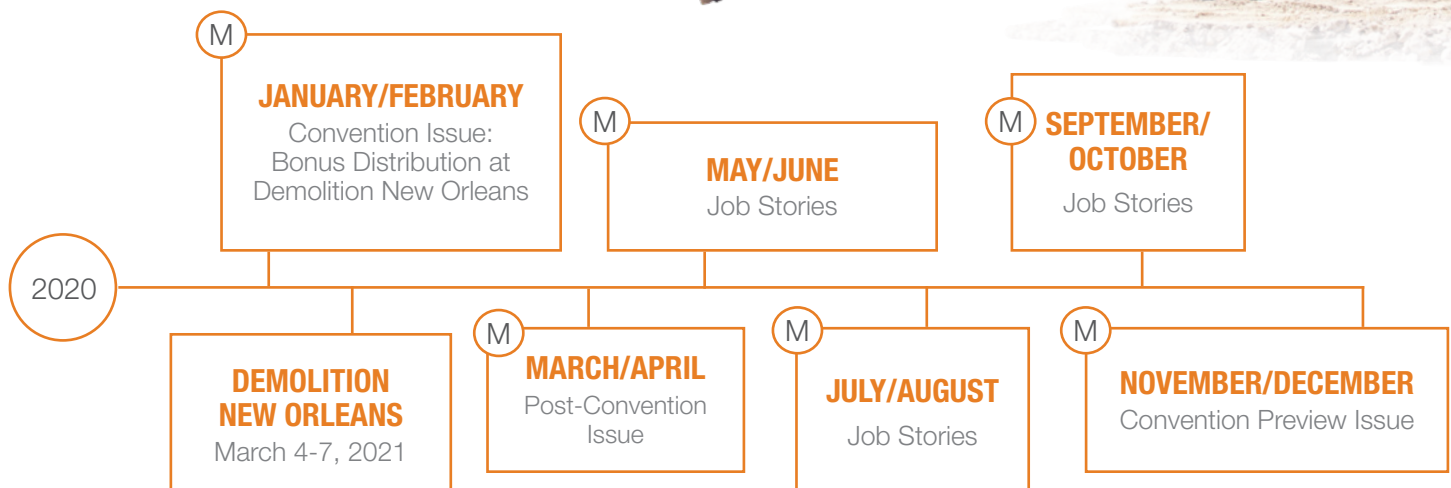 M
JANUARY/FEBRUARY
Convention Issue:
Bonus Distribution at
Demolition New Orleans
M
MAY/JUNE
Job Stories
M
SEPTEMBER/
OCTOBER
Job Stories
2020
DEMOLITION
NEW ORLEANS
March 4-7, 2021
M
MARCH/APRIL
Post-Convention
Issue
M
JULY/AUGUST
Job Stories
M
NOVEMBER/DECEMBER
Convention Preview Issue